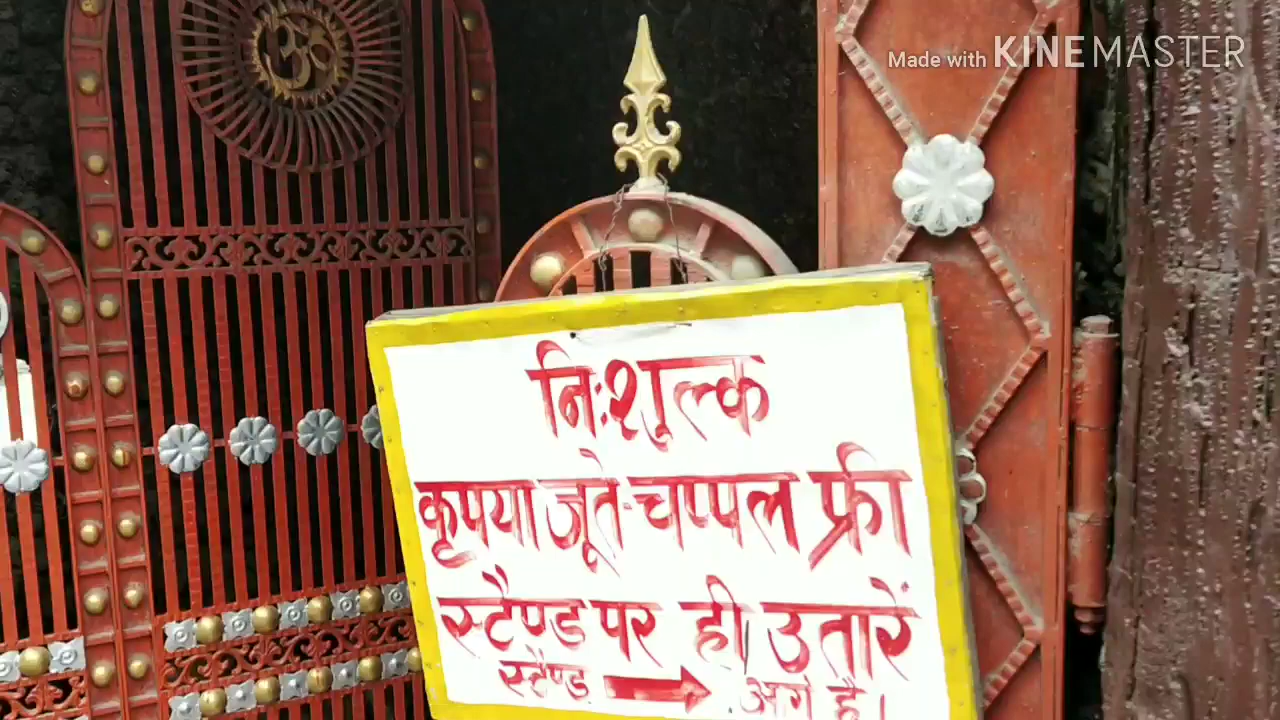 Made with KINEMASTER
ॐ
निःशुल्क
कृपया जूते-चप्पल फ्री
स्टैण्ड पर ही उतारें
स्टैण्ड → आगे है।